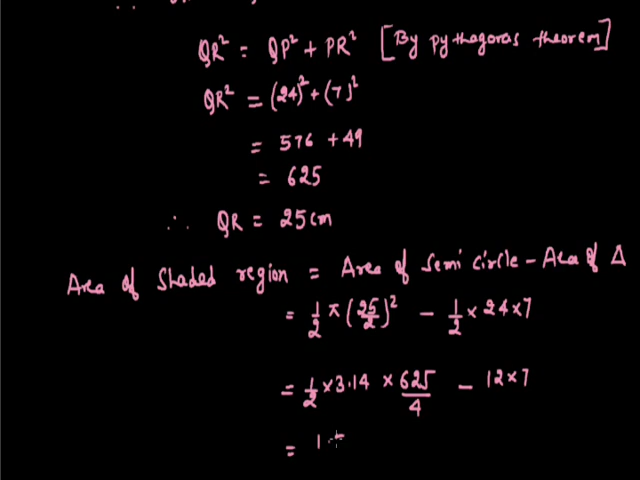 QR² = QP² + PR² [By pythagoras theorem]
QR² = (24)² + (7)²
= 576 + 49
= 625
∴ QR = 25cm
Area of Shaded region = Area of Semi circle - Area of Δ
= 1/2 π (25/2)² - 1/2 × 24 × 7
= 1/2 × 3.14 × 625/4 - 12 × 7
= 1